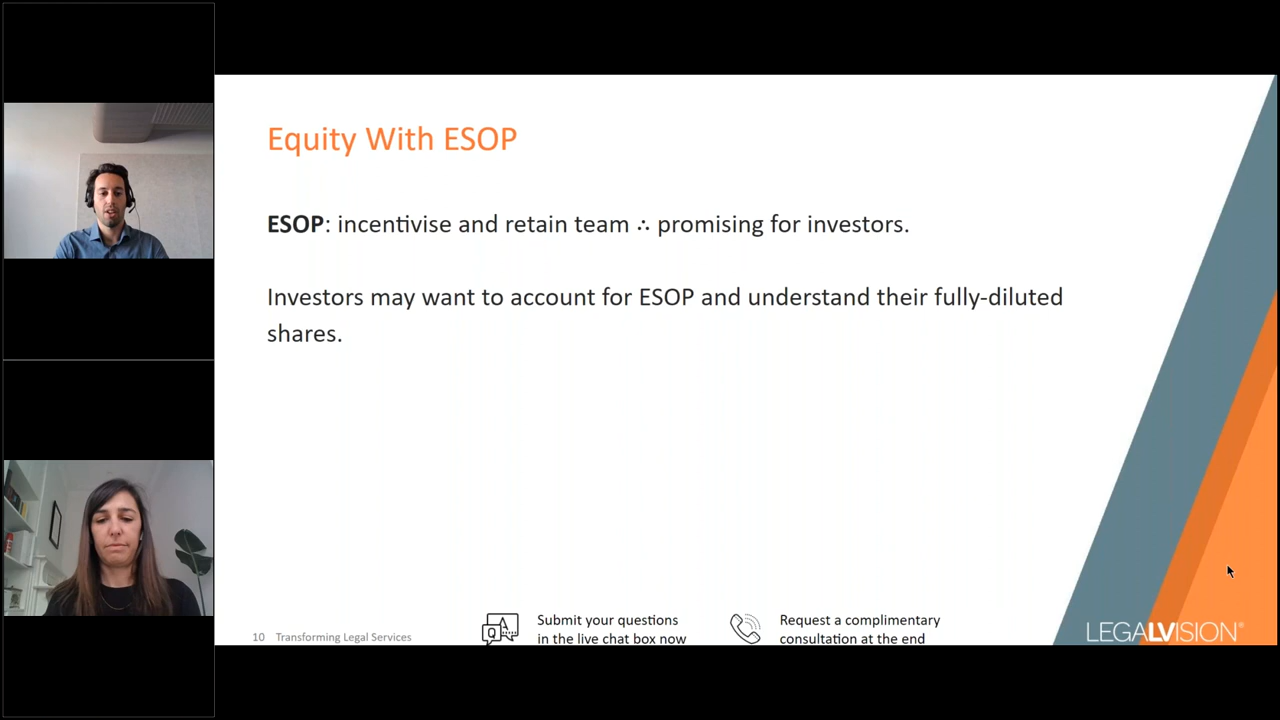 Equity With ESOP
ESOP: incentivise and retain team ∴ promising for investors.
Investors may want to account for ESOP and understand their fully-diluted
shares.
10 Transforming Legal Services
Q A
Submit your questions
in the live chat box now
Request a complimentary
consultation at the end
LEGALVISION®